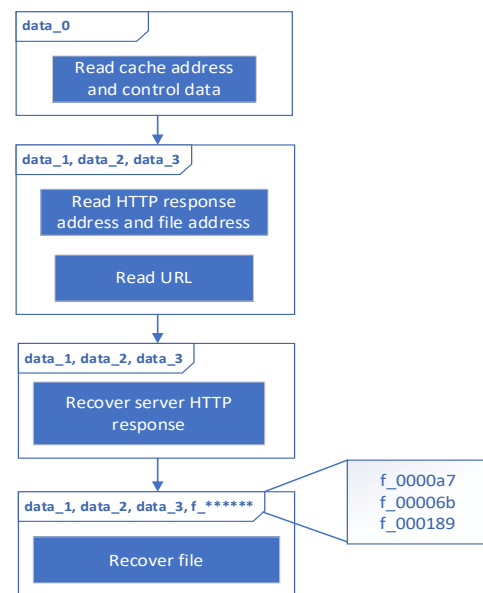 data_0
Read cache address
and control data
data_1, data_2, data_3
Read HTTP response
address and file address
Read URL
data_1, data_2, data_3
Recover server HTTP
response
data_1, data_2, data_3, f_******
f_0000a7
f_00006b
f_000189
Recover file